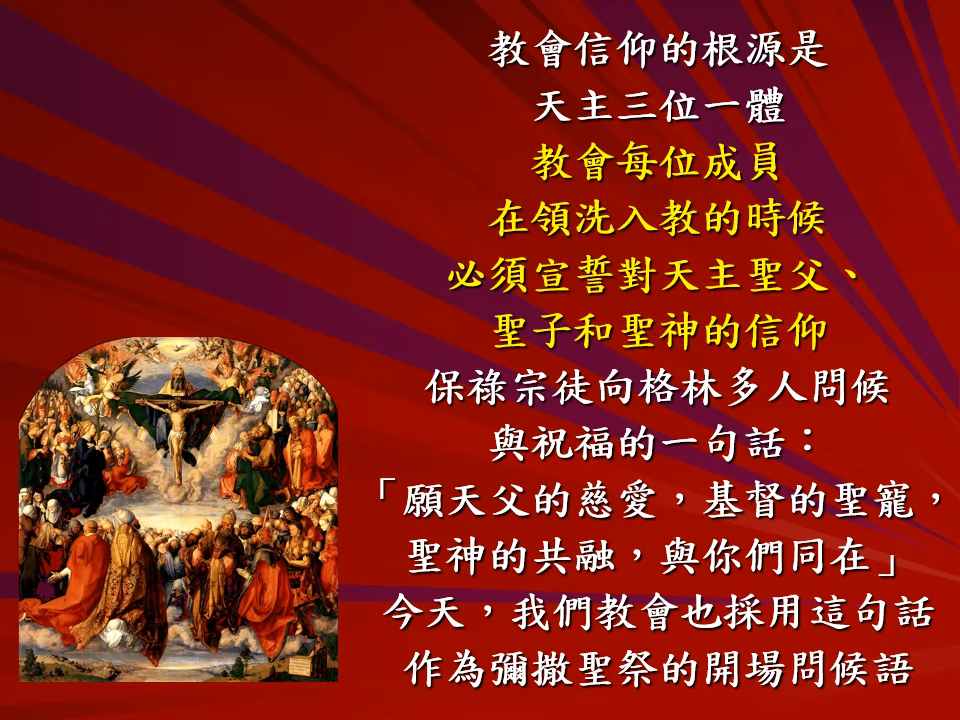 教會信仰的根源是
天主三位一體
教會每位成員
在領洗入教的時候
必須宣誓對天主聖父、
聖子和聖神的信仰
保祿宗徒向格林多人問候
與祝福的一句話：
「願天父的慈愛，基督的聖寵，
聖神的共融，與你們同在」
今天，我們教會也採用這句話
作為彌撒聖祭的開場問候語